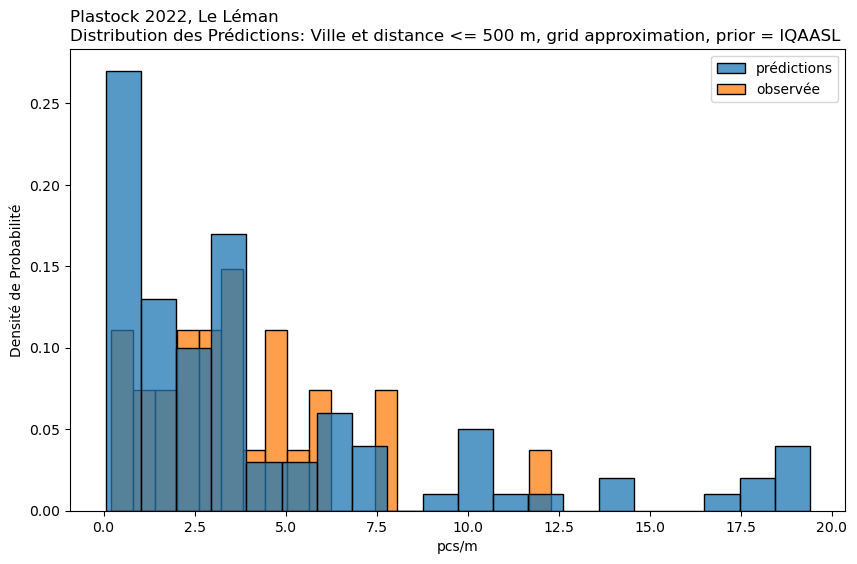 Plastock 2022, Le Léman
Distribution des Prédictions: Ville et distance <= 500 m, grid approximation, prior = IQAASL
prédictions
observée
Densité de Probabilité
0.25
0.20
0.15
0.10
0.05
0.00
0.0 2.5 5.0 7.5 10.0 12.5 15.0 17.5 20.0
pcs/m